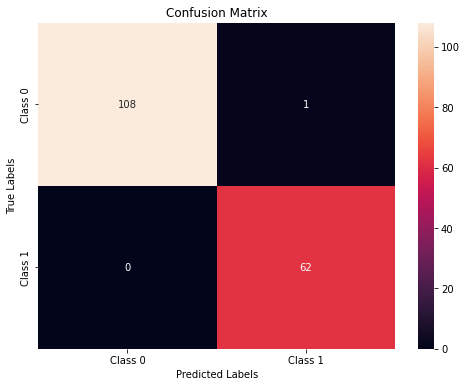 Confusion Matrix
Class 0
Class 1
True Labels
108
1
0
62
Class 0
Class 1
Predicted Labels
100
80
60
40
20
0